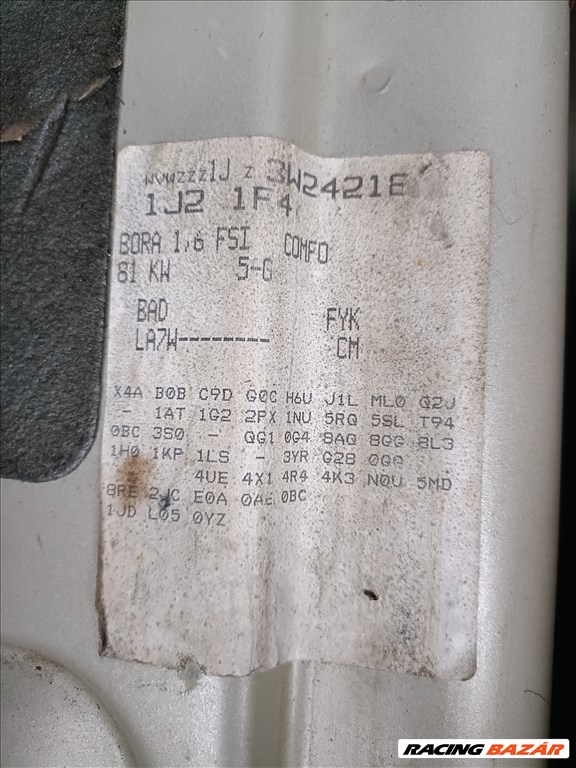 WVWZZZ1J Z 3W2421E
1J2 1F4
BORA 1,6 FSI COMFO
81 KW 5-G
BAD FYK
LA7W-------- CM
X4A B0B C9D G0C H6U J1L ML0 Q2J
- 1AT 1G2 2PX 1NU 5RQ 5SL T94
0BC 3S0 - QG1 0G4 8AQ 8GG 8L3
1H0 1KP 1LS - 3YR G28 0GG
4UE 4X1 4R4 4K3 N0U 5MD
8RE 2JC E0A 0AE 0BC
1JD L05 0YZ
RACING BAZÁR